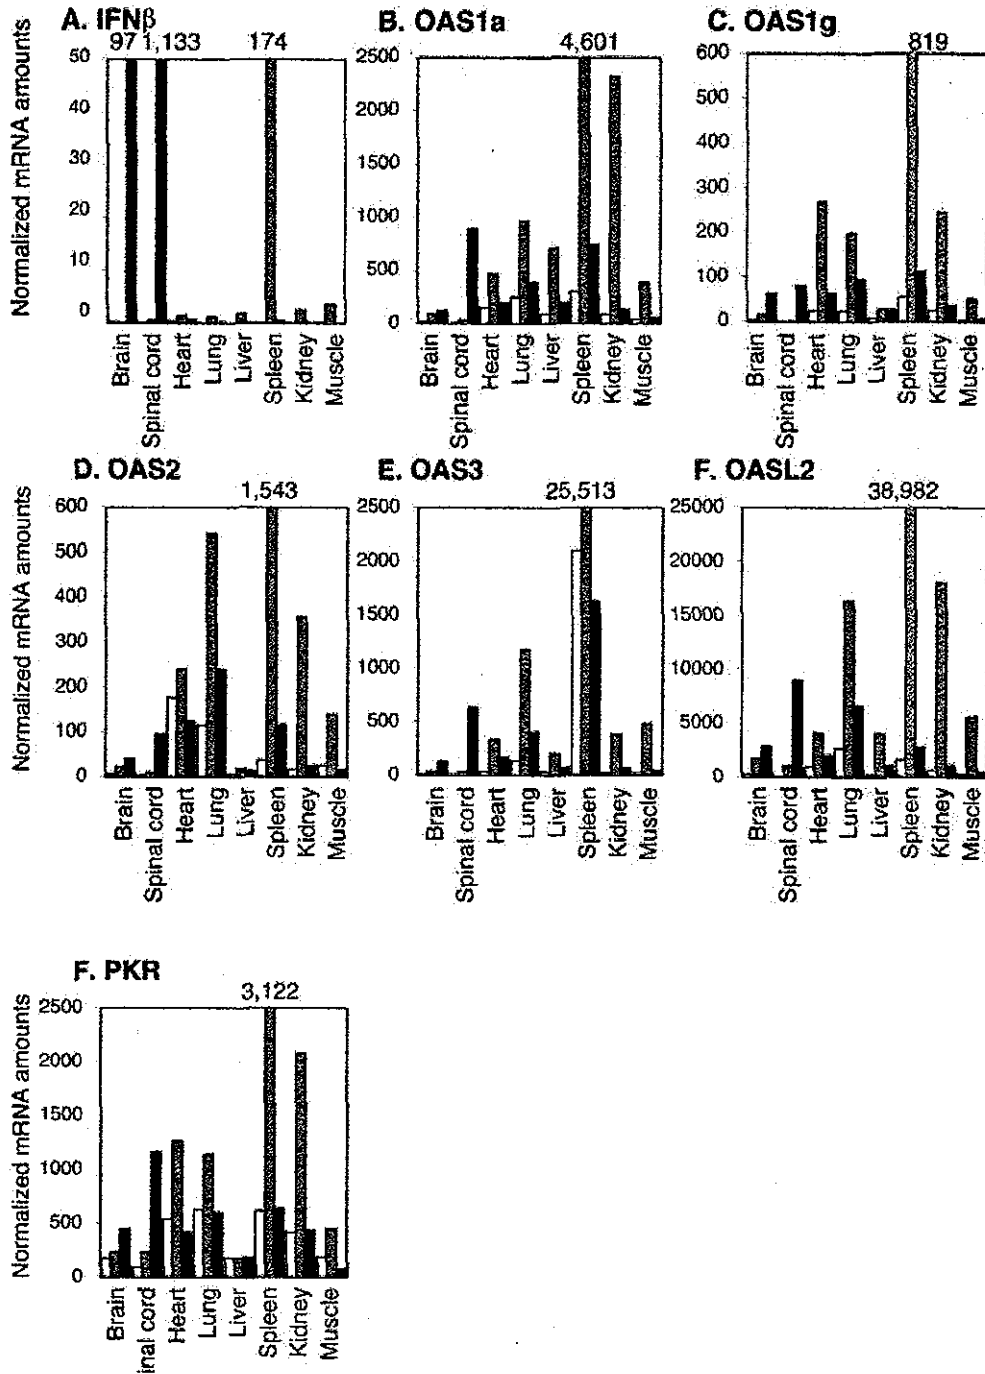 A. IFNβ
97 1,133 174
Normalized mRNA amounts
50
40
30
50
20
10
0
Brain
Spinal cord
Heart
Lung
Liver
Spleen
Kidney
Muscle
B. OAS1a
4,601
2500
2000
1500
1000
500
0
Brain
Spinal cord
Heart
Lung
Liver
Spleen
Kidney
Muscle
C. OAS1g
819
600
500
400
300
200
100
0
Brain
Spinal cord
Heart
Lung
Liver
Spleen
Kidney
Muscle
D. OAS2
1,543
Normalized mRNA amounts
600
500
400
300
200
100
0
Brain
Spinal cord
Heart
Lung
Liver
Spleen
Kidney
Muscle
E. OAS3
25,513
2500
2000
1500
1000
500
0
Brain
Spinal cord
Heart
Lung
Liver
Spleen
Kidney
Muscle
F. OASL2
38,982
25000
20000
15000
10000
5000
0
Brain
Spinal cord
Heart
Lung
Liver
Spleen
Kidney
Muscle
F. PKR
3,122
Normalized mRNA amounts
2500
2000
1500
1000
500
0
Brain
inal cord
Heart
Lung
Liver
Spleen
Kidney
Muscle